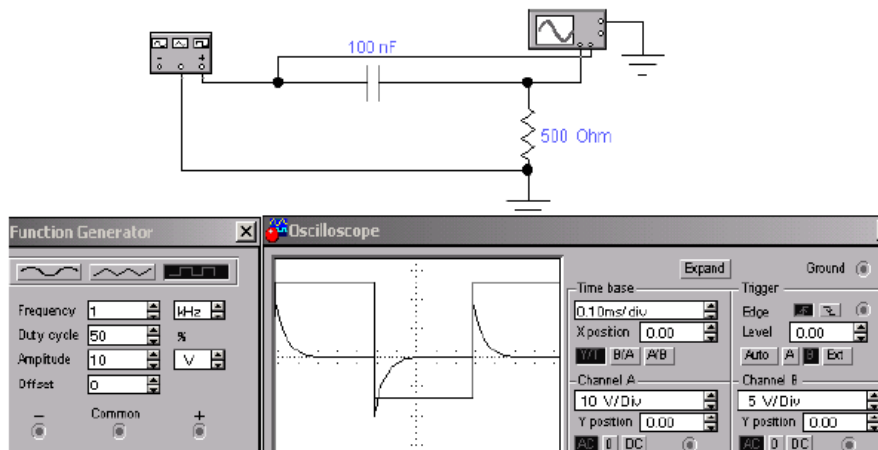 100 nF
- +
500 Ohm
Function Generator
Frequency 1 kHz
Duty cycle 50 %
Amplitude 10 V
Offset 0
- Common +
Oscilloscope
Expand
Ground
Time base
0.10ms/div
X position 0.00
Y/T B/A A/B
Trigger
Edge
Level 0.00
Auto A B Ext
Channel A
10 V/Div
Y position 0.00
AC 0 DC
Channel B
5 V/Div
Y position 0.00
AC 0 DC